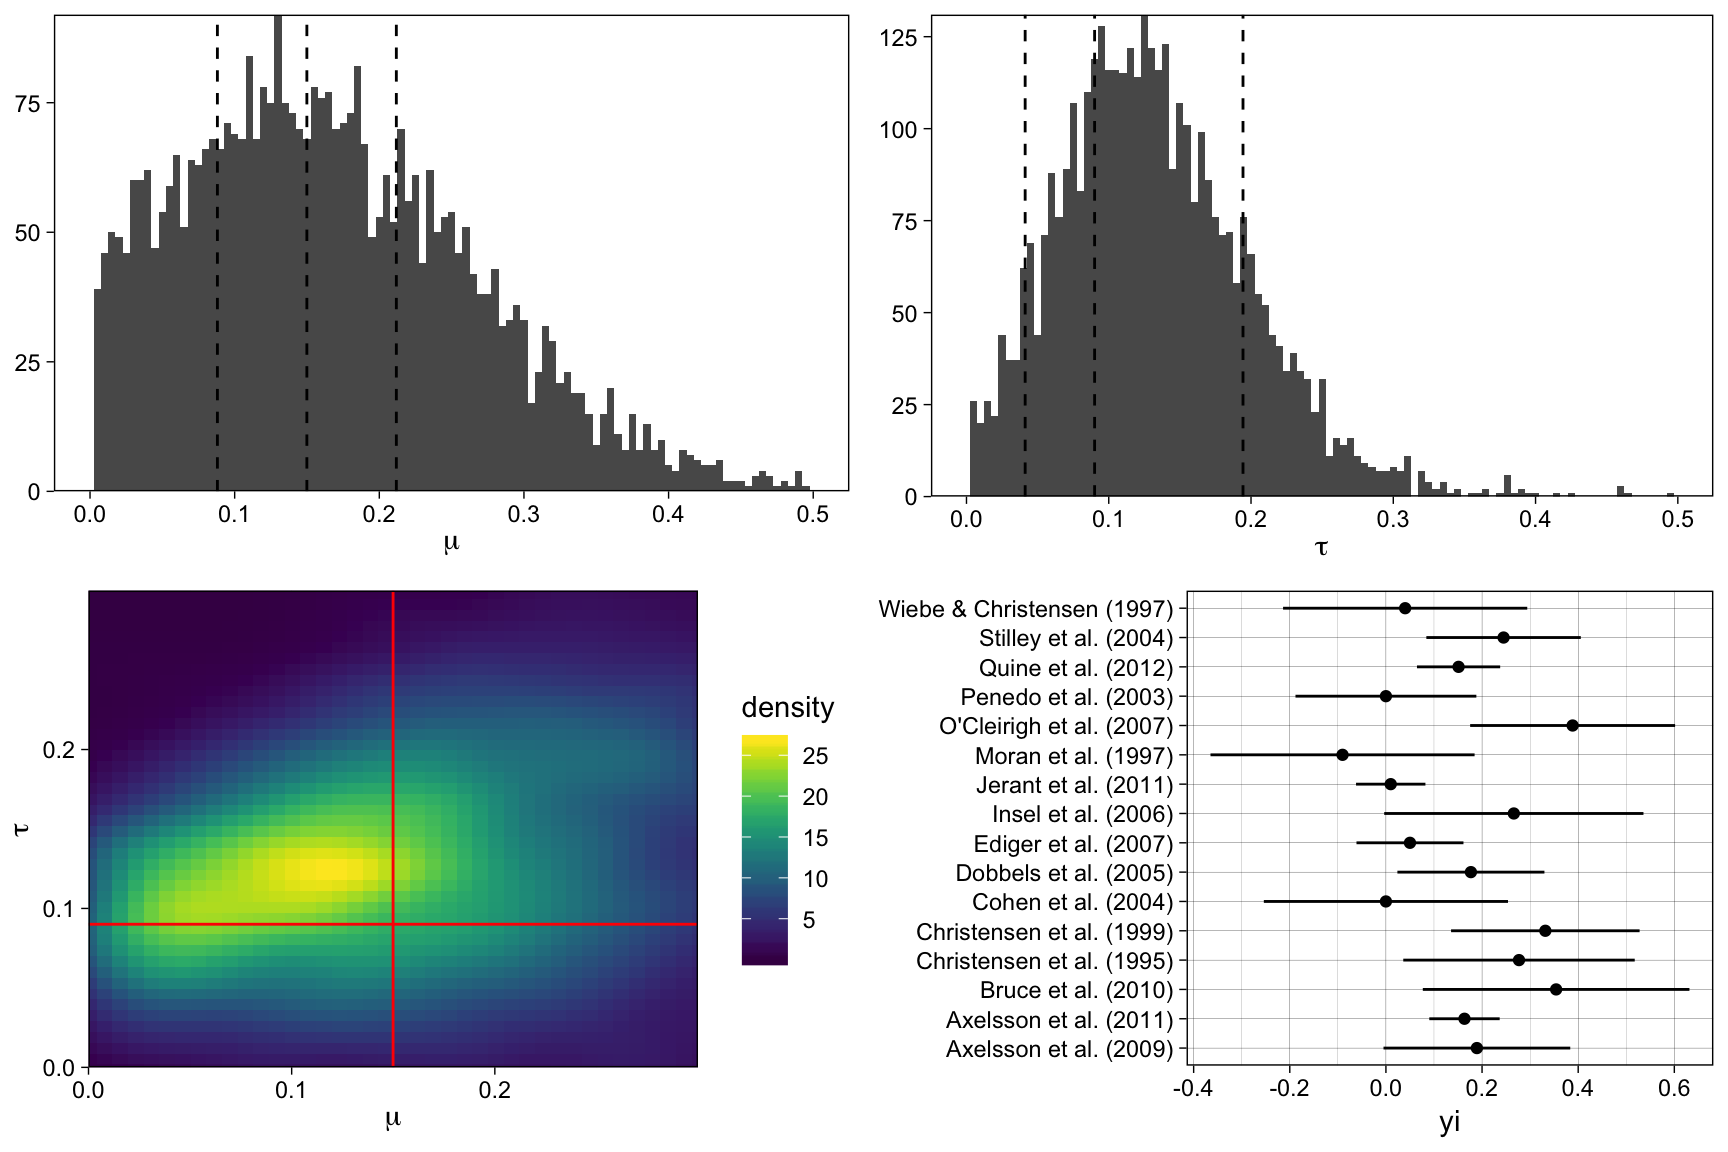 75
50
25
0
0.0 0.1 0.2 0.3 0.4 0.5
μ
125
100
75
50
25
0
0.0 0.1 0.2 0.3 0.4 0.5
τ
0.2
0.1
0.0
τ
0.0 0.1 0.2
μ
density
25
20
15
10
5
Wiebe & Christensen (1997)
Stilley et al. (2004)
Quine et al. (2012)
Penedo et al. (2003)
O'Cleirigh et al. (2007)
Moran et al. (1997)
Jerant et al. (2011)
Insel et al. (2006)
Ediger et al. (2007)
Dobbels et al. (2005)
Cohen et al. (2004)
Christensen et al. (1999)
Christensen et al. (1995)
Bruce et al. (2010)
Axelsson et al. (2011)
Axelsson et al. (2009)
-0.4 -0.2 0.0 0.2 0.4 0.6
yi